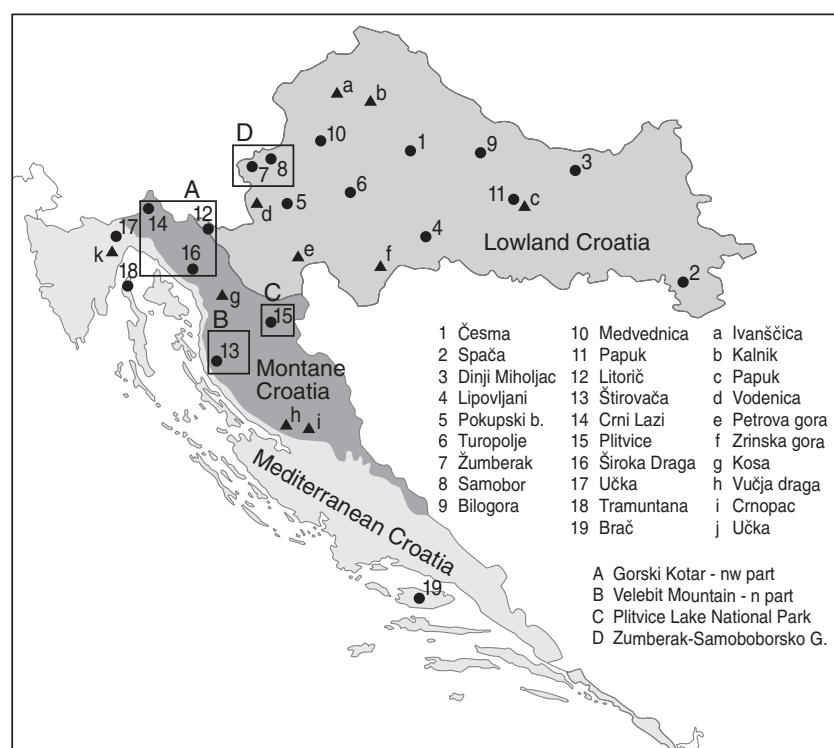 a
b
D
10
1
9
3
7
8
6
11
c
A
d
5
12
14
17
4
Lowland Croatia
k
16
e
f
18
2
g
C
15
B
13
Montane
Croatia
h
i
Mediterranean Croatia
19
1 Česma
2 Spača
3 Dinji Miholjac
4 Lipovljani
5 Pokupski b.
6 Turopolje
7 Žumberak
8 Samobor
9 Bilogora
10 Medvednica
11 Papuk
12 Litorič
13 Štirovača
14 Crni Lazi
15 Plitvice
16 Široka Draga
17 Učka
18 Tramuntana
19 Brač
a Ivanščica
b Kalnik
c Papuk
d Vodenica
e Petrova gora
f Zrinska gora
g Kosa
h Vučja draga
i Crnopac
j Učka
A Gorski Kotar - nw part
B Velebit Mountain - n part
C Plitvice Lake National Park
D Zumberak-Samoboborsko G.